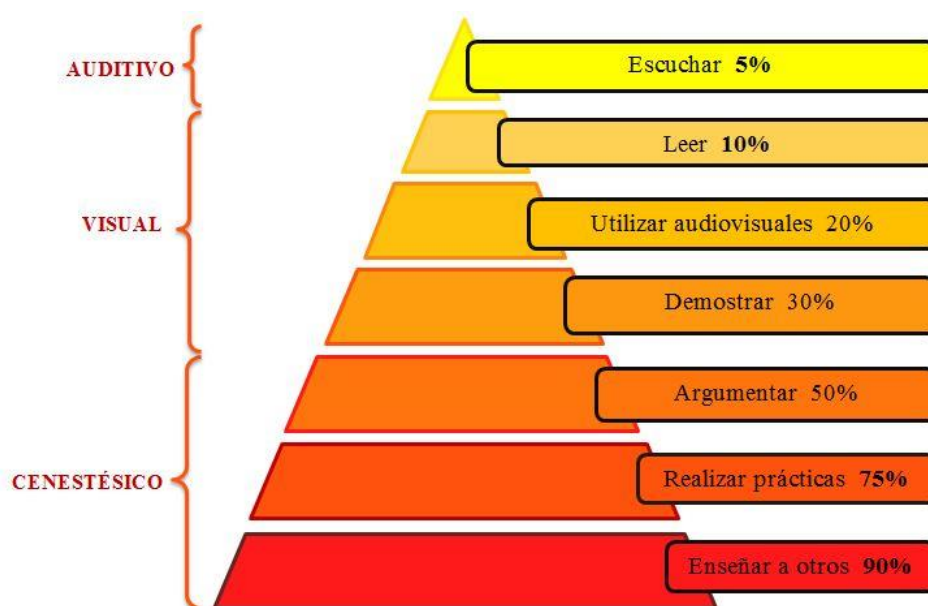 AUDITIVO
Escuchar 5%
Leer 10%
VISUAL
Utilizar audiovisuales 20%
Demostrar 30%
Argumentar 50%
CENESTÉSICO
Realizar prácticas 75%
Enseñar a otros 90%